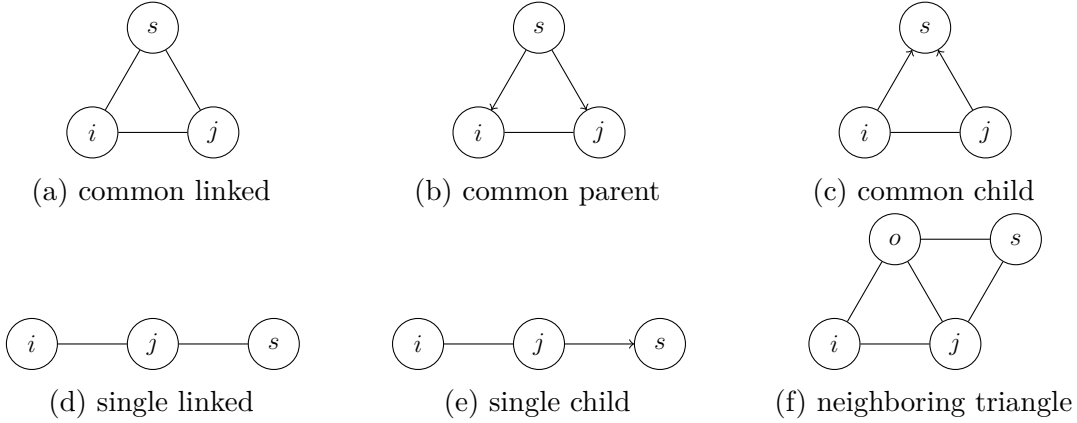 s
s
s
i
j
i
j
i
j
(a) common linked
(b) common parent
(c) common child
o
s
i
j
s
i
j
s
i
j
(d) single linked
(e) single child
(f) neighboring triangle